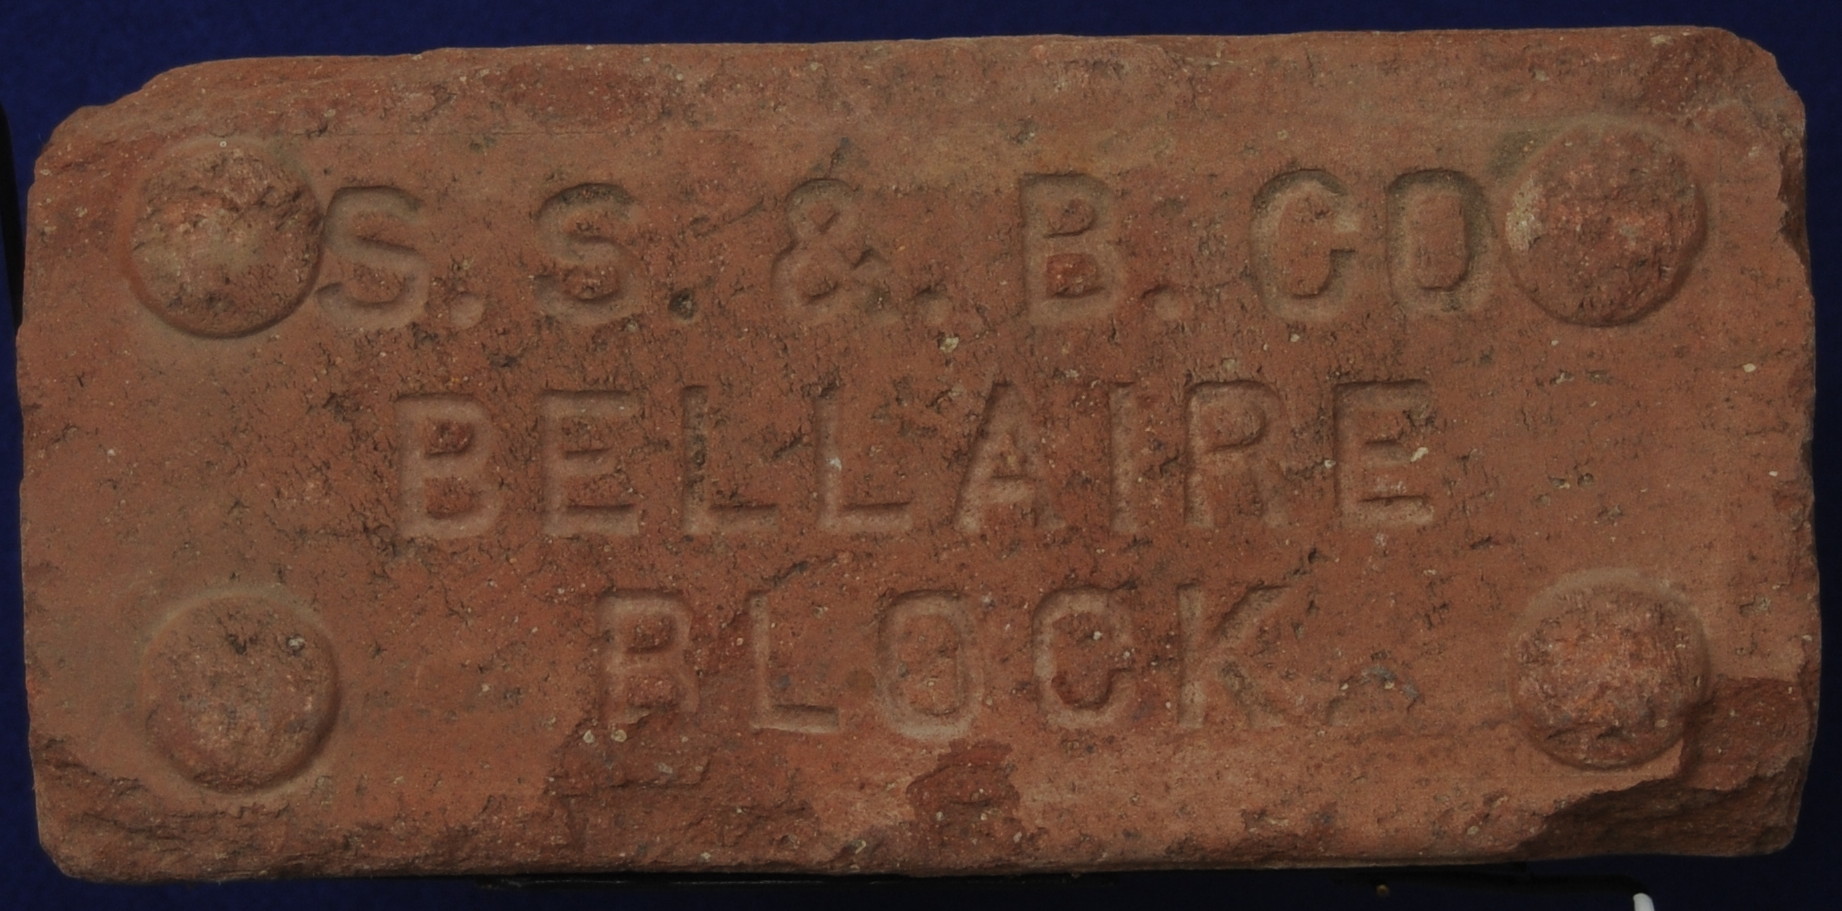 S. S. &. B. CO
BELLAIRE
BLOCK